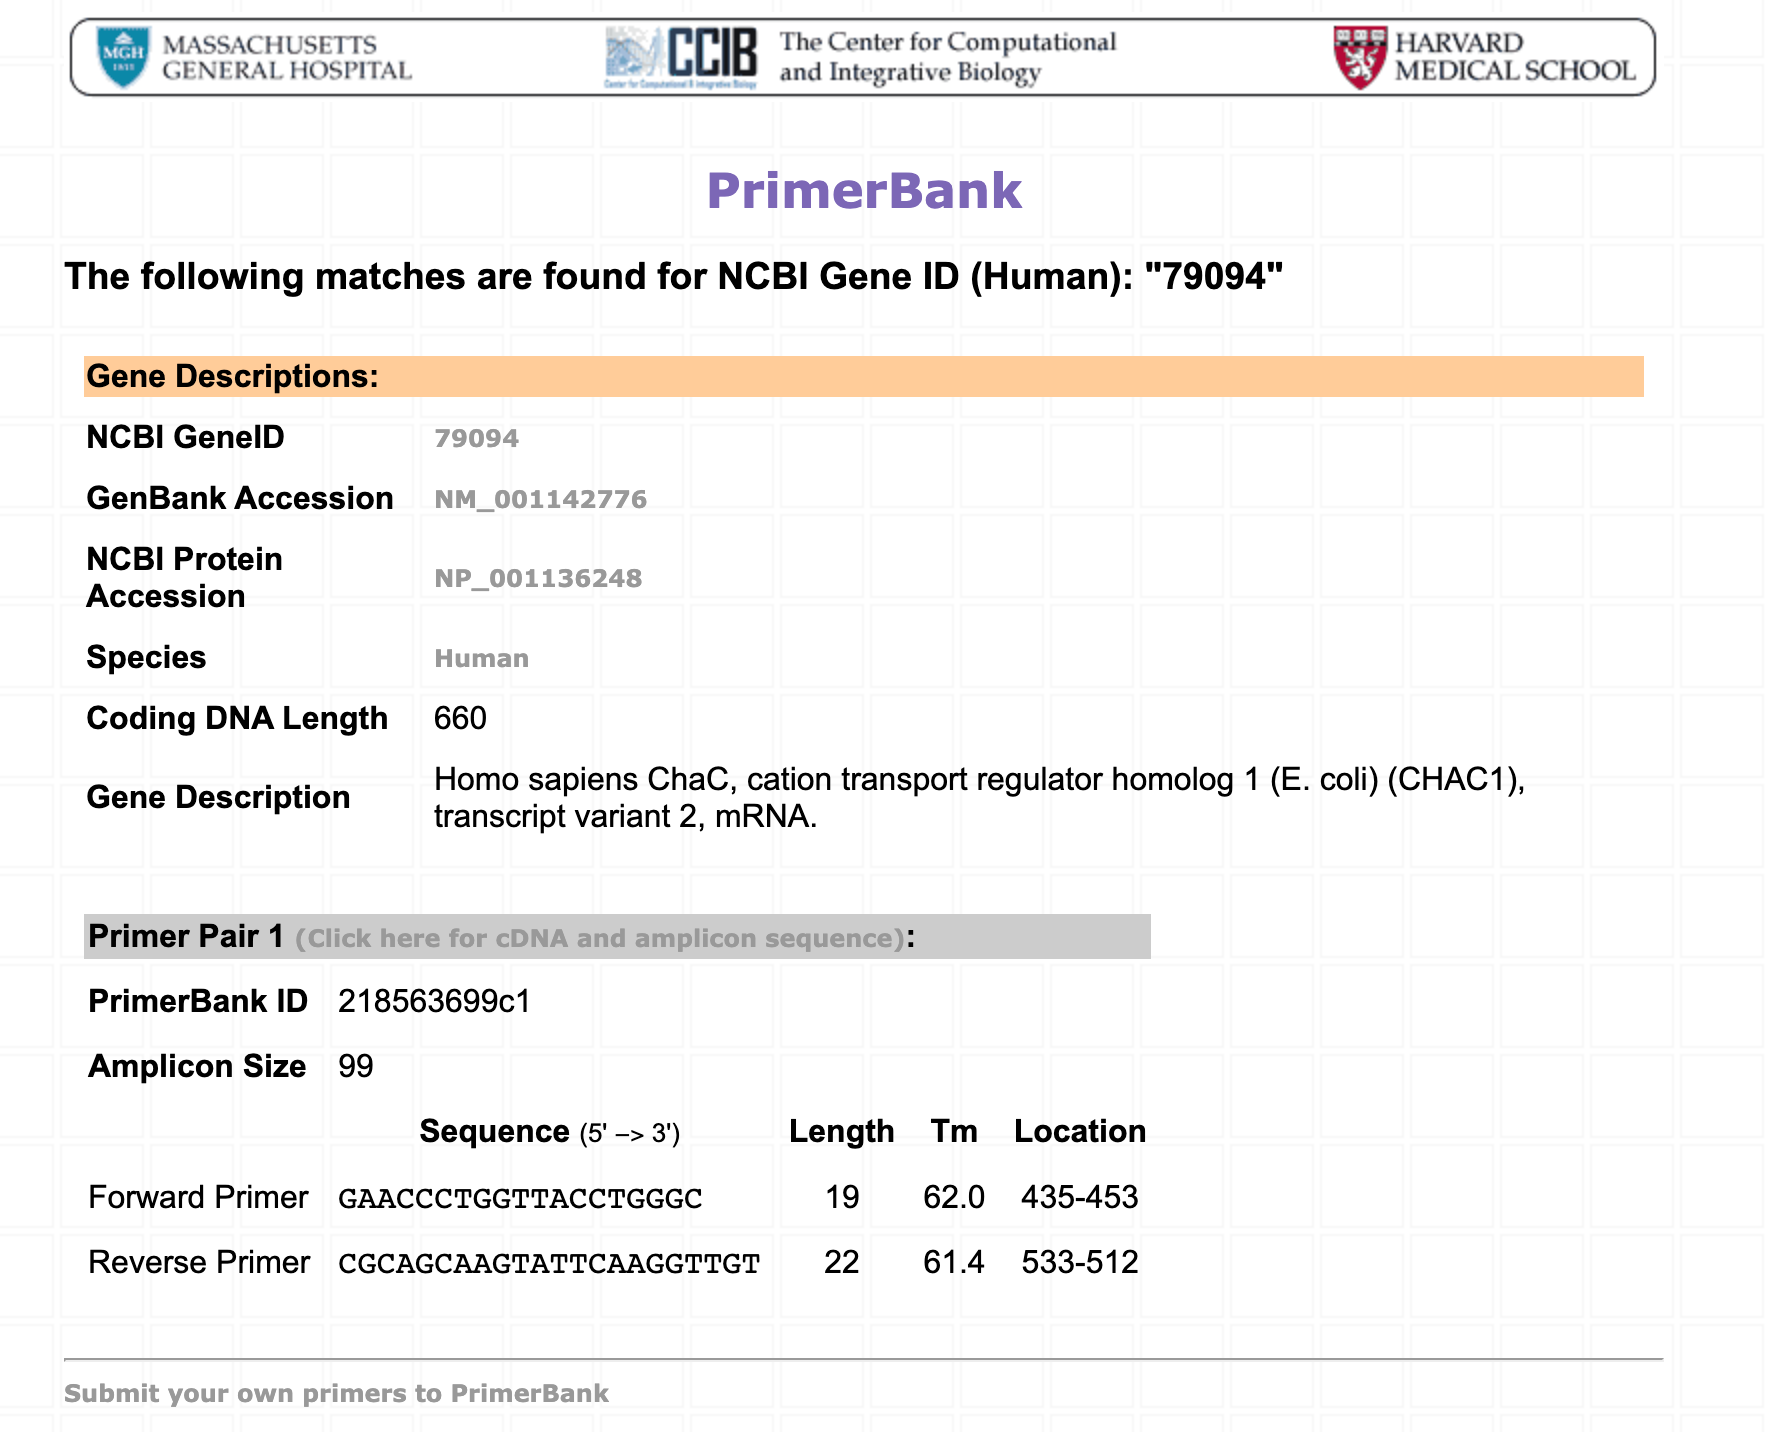 MGH
1811
MASSACHUSETTS
GENERAL HOSPITAL
CCIB
Center for Computational & Integrative Biology
The Center for Computational
and Integrative Biology
HARVARD
MEDICAL SCHOOL
PrimerBank
The following matches are found for NCBI Gene ID (Human): "79094"
Gene Descriptions:
NCBI GeneID 79094
GenBank Accession NM_001142776
NCBI Protein
Accession NP_001136248
Species Human
Coding DNA Length 660
Gene Description Homo sapiens ChaC, cation transport regulator homolog 1 (E. coli) (CHAC1),
transcript variant 2, mRNA.
Primer Pair 1 (Click here for cDNA and amplicon sequence):
PrimerBank ID 218563699c1
Amplicon Size 99
Sequence (5' –> 3') Length Tm Location
Forward Primer GAACCCTGGTTACCTGGGC 19 62.0 435-453
Reverse Primer CGCAGCAAGTATTCAAGGTTGT 22 61.4 533-512
Submit your own primers to PrimerBank